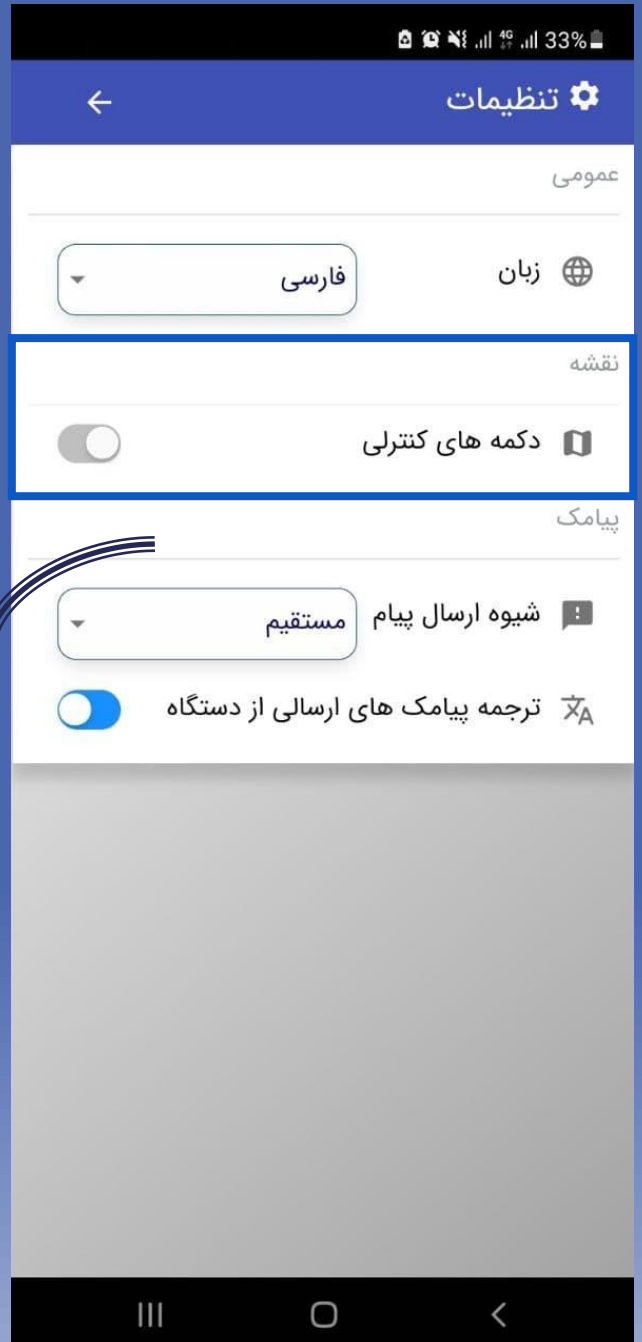 4G 33%
تنظیمات
عمومی
زبان
فارسی
نقشه
دکمه های کنترلی
پیامک
شیوه ارسال پیام
مستقیم
ترجمه پیامک های ارسالی از دستگاه